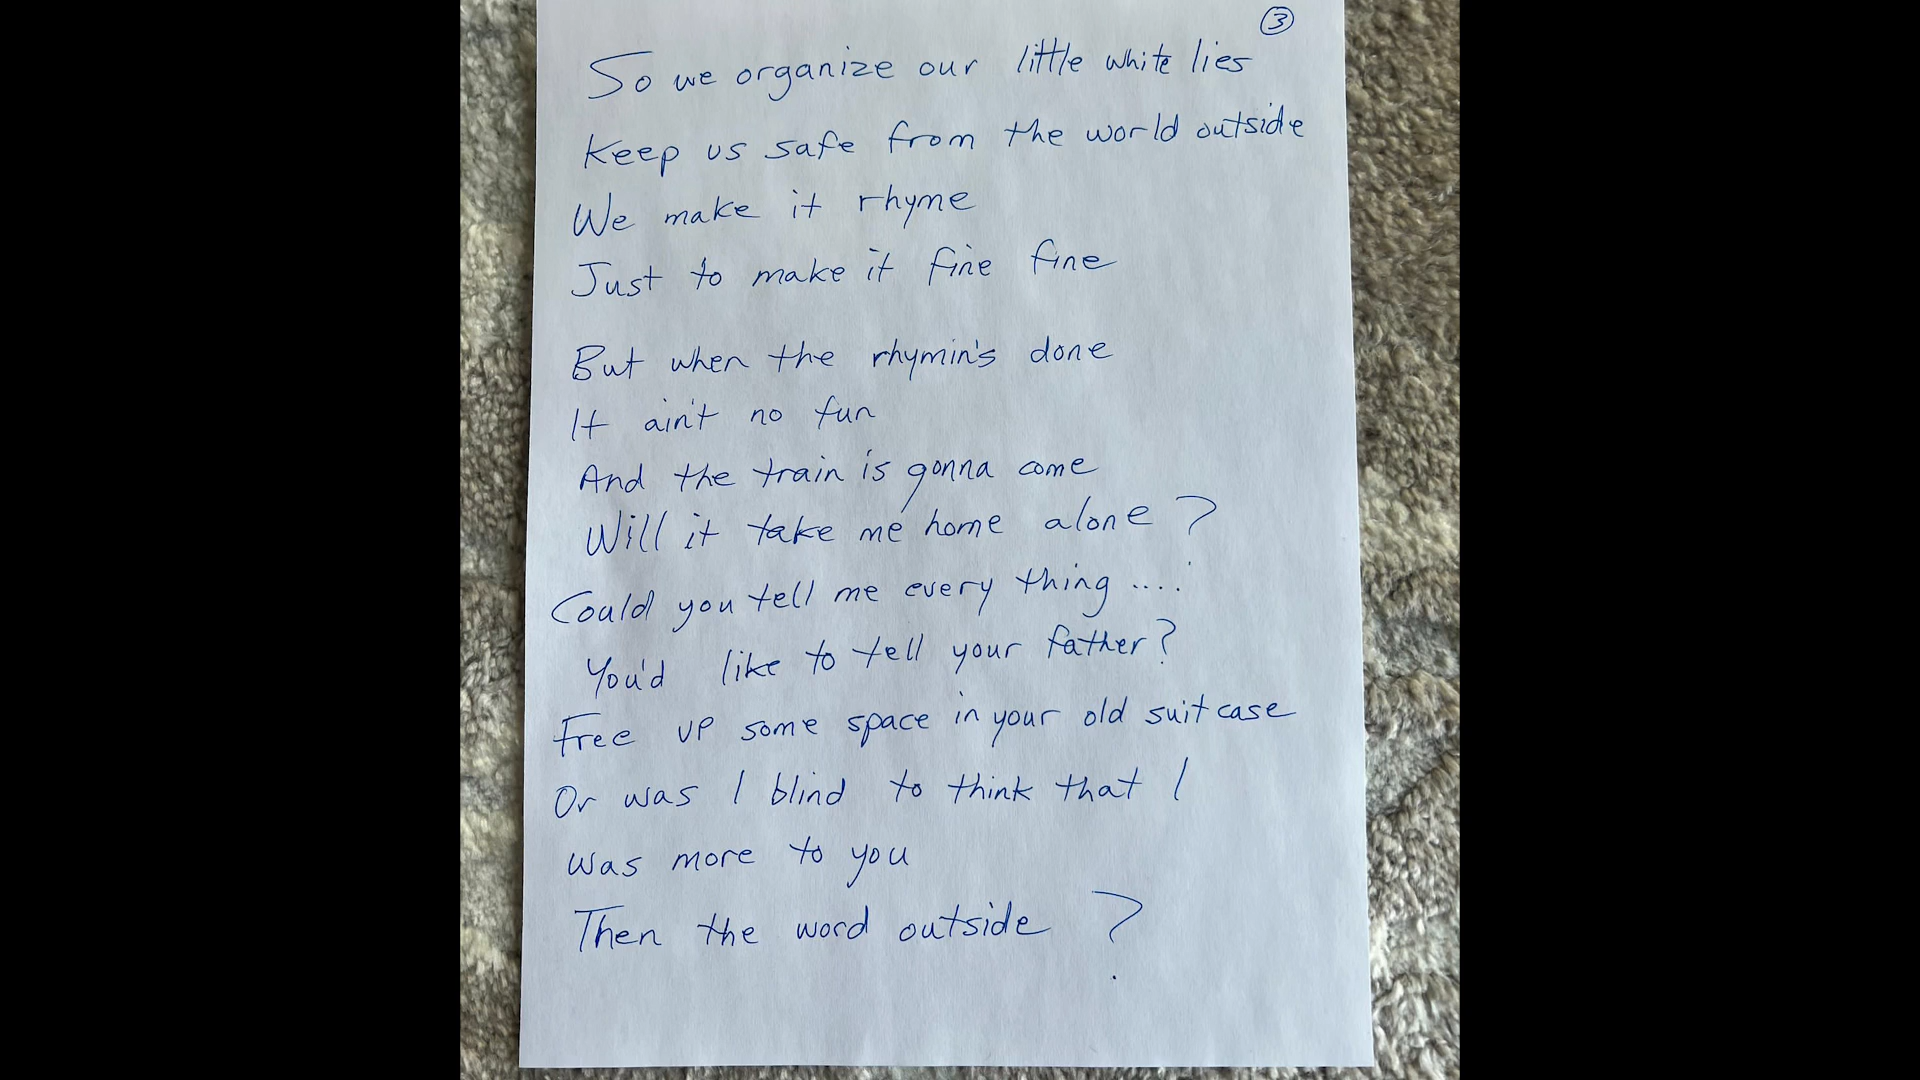 3
So we organize our little white lies
Keep us safe from the world outside
We make it rhyme
Just to make it fine fine
But when the rhymin's done
It ain't no fun
And the train is gonna come
Will it take me home alone?
Could you tell me every thing .....
You'd like to tell your father?
Free up some space in your old suitcase
Or was I blind to think that I
was more to you
Then the word outside?